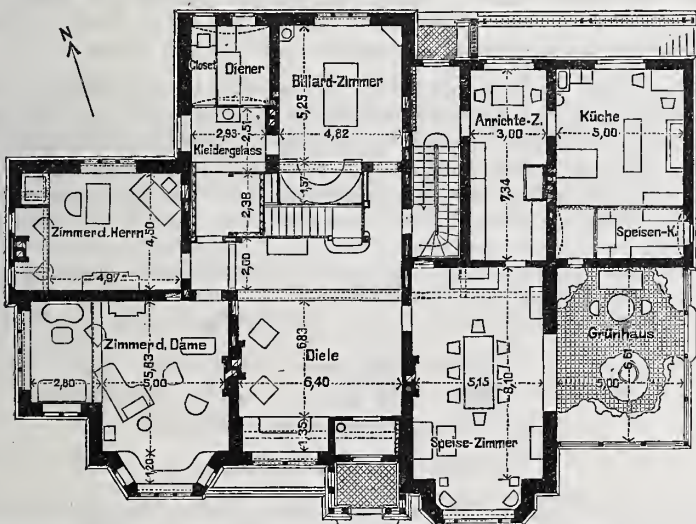 N
Closet
Diener
Billard-Zimmer
5,25
4,82
2,93
2,51
Kleidergelass
Anrichte-Z.
3,00
7,34
Küche
5,00
Speisen-K.
Zimmer d. Herrn
4,50
4,97
2,38
1,57
2,00
Zimmer d. Dame
5,83
5,00
2,80
1,20
6,83
Diele
6,40
1,35
5,15
8,10
Speise-Zimmer
Grünhaus
5,00
6,61